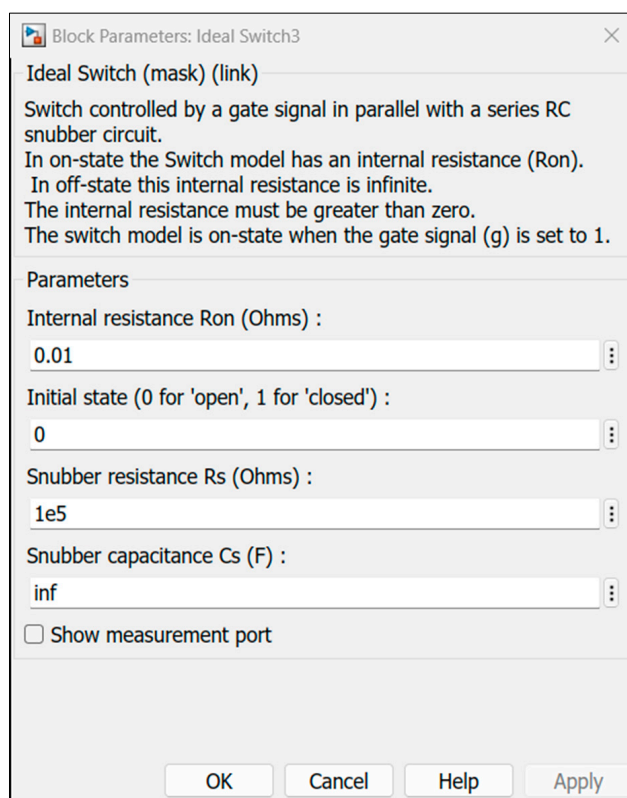 Block Parameters: Ideal Switch3
Ideal Switch (mask) (link)
Switch controlled by a gate signal in parallel with a series RC
snubber circuit.
In on-state the Switch model has an internal resistance (Ron).
In off-state this internal resistance is infinite.
The internal resistance must be greater than zero.
The switch model is on-state when the gate signal (g) is set to 1.
Parameters
Internal resistance Ron (Ohms) :
0.01
Initial state (0 for 'open', 1 for 'closed') :
0
Snubber resistance Rs (Ohms) :
1e5
Snubber capacitance Cs (F) :
inf
Show measurement port
OK Cancel Help Apply